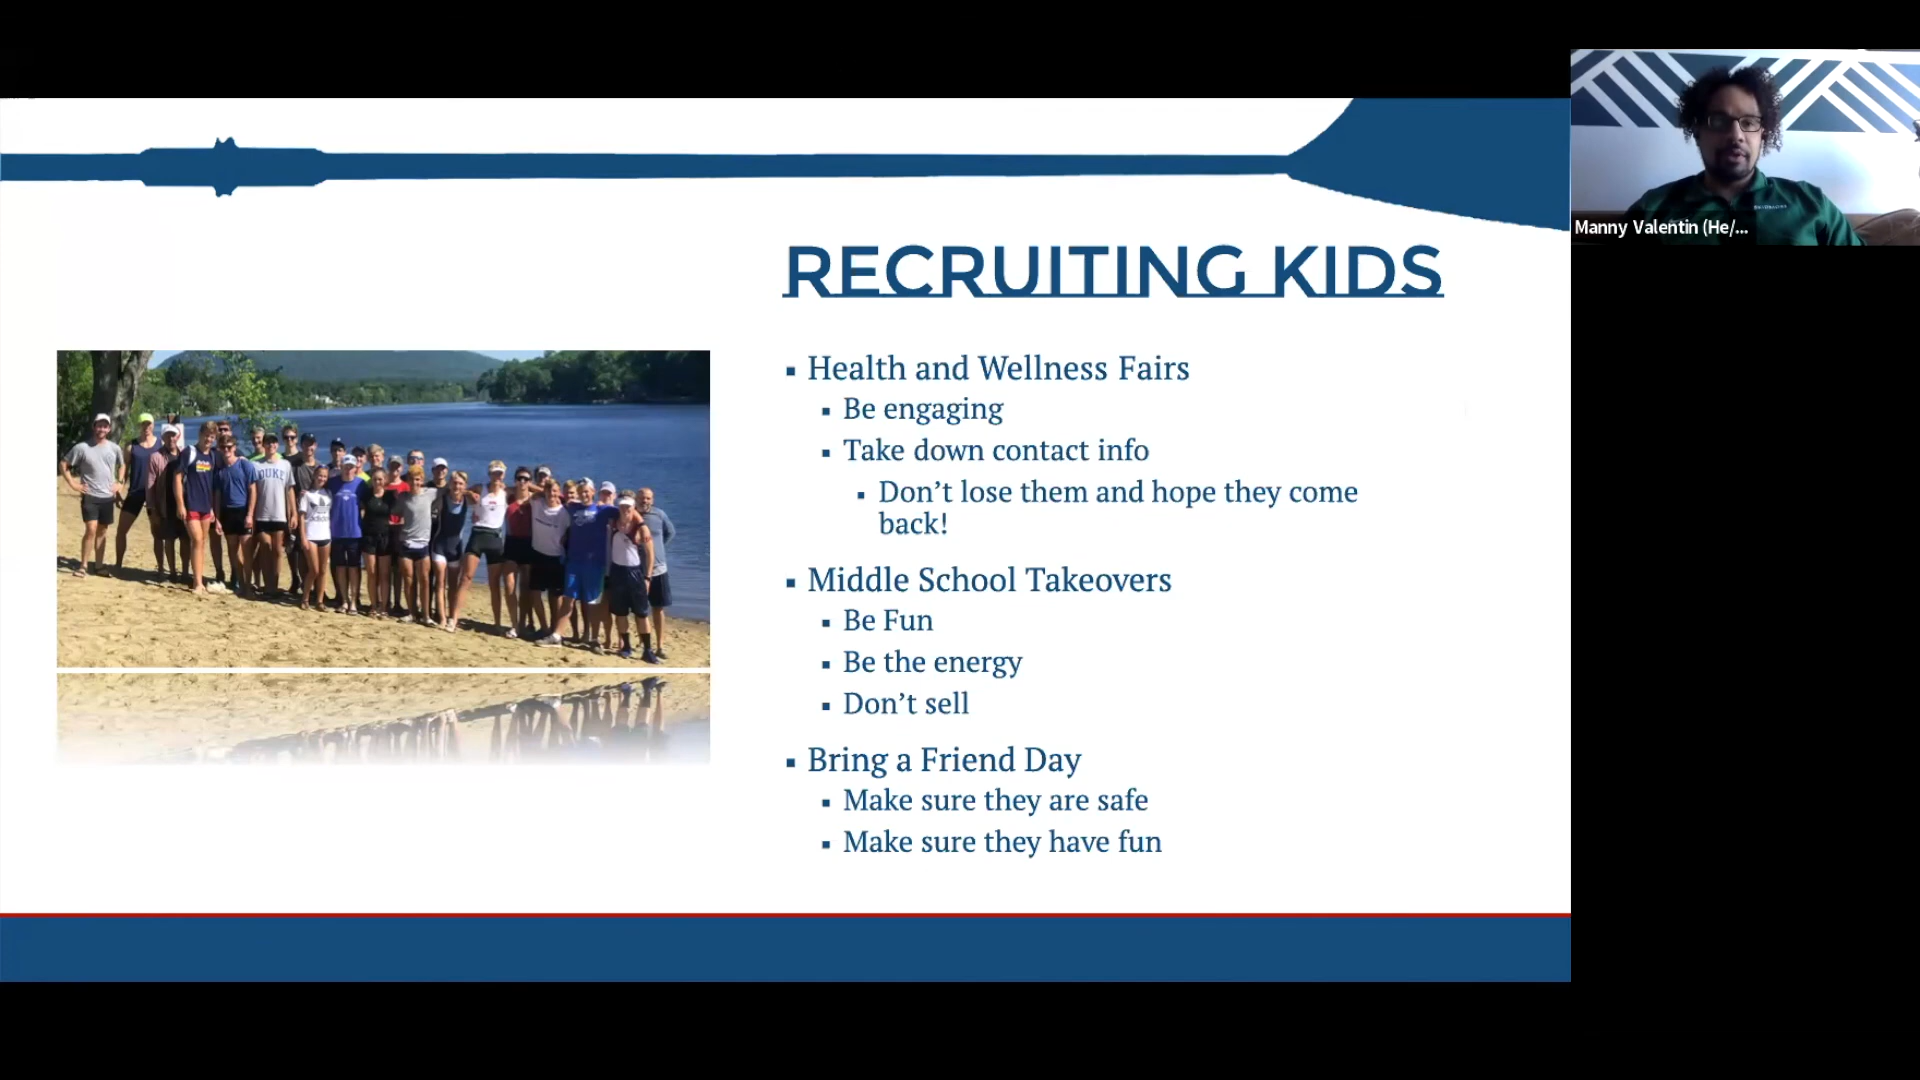 RECRUITING KIDS
Health and Wellness Fairs
Be engaging
Take down contact info
Don’t lose them and hope they come
back!
Middle School Takeovers
Be Fun
Be the energy
Don’t sell
Bring a Friend Day
Make sure they are safe
Make sure they have fun
Manny Valentin (He/...
DUKE
adidas